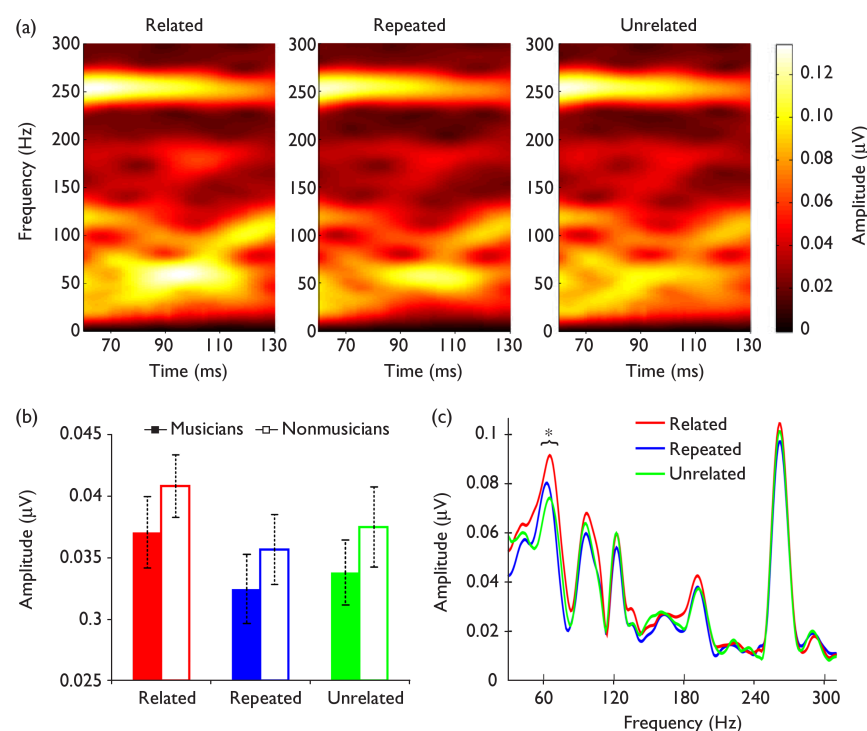 (a)
Related
Repeated
Unrelated
300
250
200
150
100
50
0
Frequency (Hz)
70
90
110
130
Time (ms)
300
250
200
150
100
50
0
70
90
110
130
Time (ms)
300
250
200
150
100
50
0
70
90
110
130
Time (ms)
0.12
0.10
0.08
0.06
0.04
0.02
0
Amplitude (µV)
(b)
Musicians
Nonmusicians
0.045
0.04
0.035
0.3
0.025
Amplitude (µV)
Related
Repeated
Unrelated
(c)
*
Related
Repeated
Unrelated
0.1
0.08
0.06
0.04
0.02
0
Amplitude (µV)
60
120
180
240
300
Frequency (Hz)